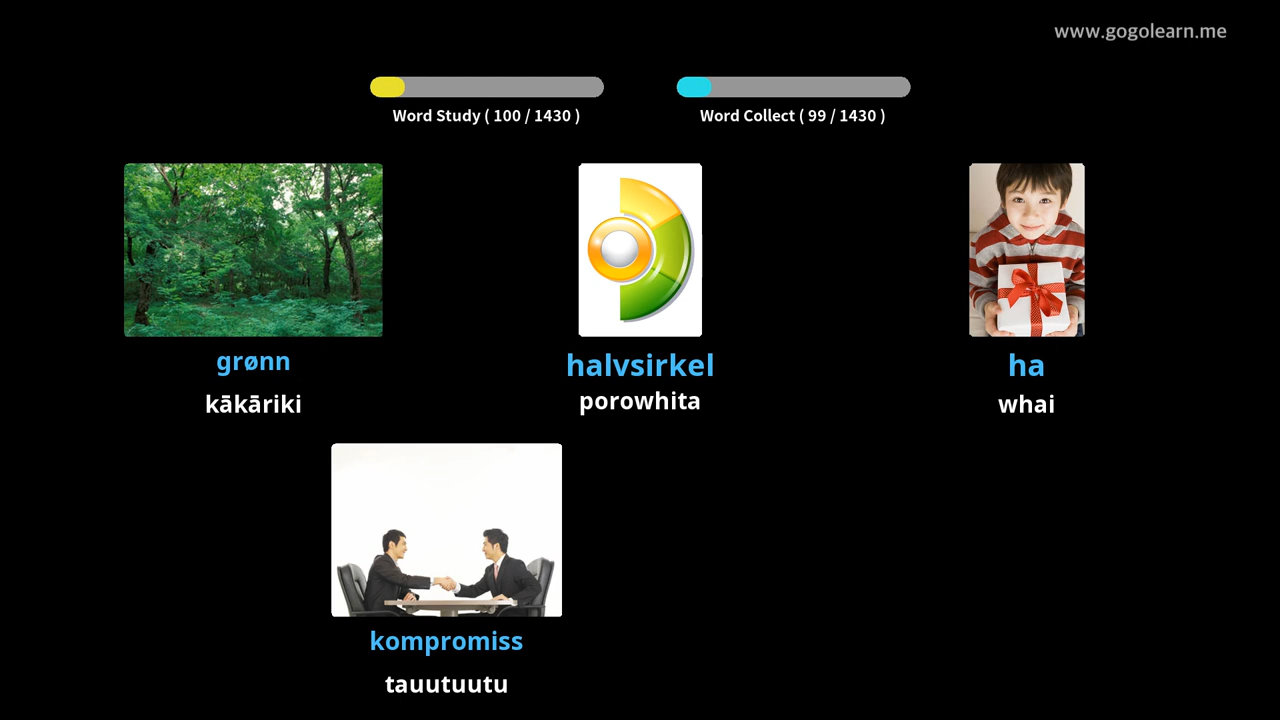 www.gogolearn.me
Word Study ( 100 / 1430 )
Word Collect ( 99 / 1430 )
grønn
kākāriki
halvsirkel
porowhita
ha
whai
kompromiss
tauutuutu